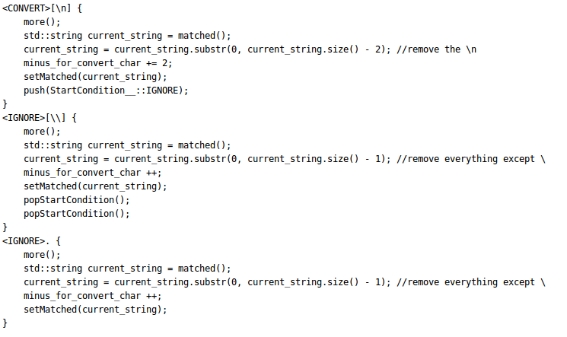 <CONVERT>[\n] {
    more();
    std::string current_string = matched();
    current_string = current_string.substr(0, current_string.size() - 2); //remove the \n
    minus_for_convert_char += 2;
    setMatched(current_string);
    push(StartCondition__::IGNORE);
}
<IGNORE>[\\] {
    more();
    std::string current_string = matched();
    current_string = current_string.substr(0, current_string.size() - 1); //remove everything except \
    minus_for_convert_char ++;
    setMatched(current_string);
    popStartCondition();
    popStartCondition();
}
<IGNORE>. {
    more();
    std::string current_string = matched();
    current_string = current_string.substr(0, current_string.size() - 1); //remove everything except \
    minus_for_convert_char ++;
    setMatched(current_string);
}